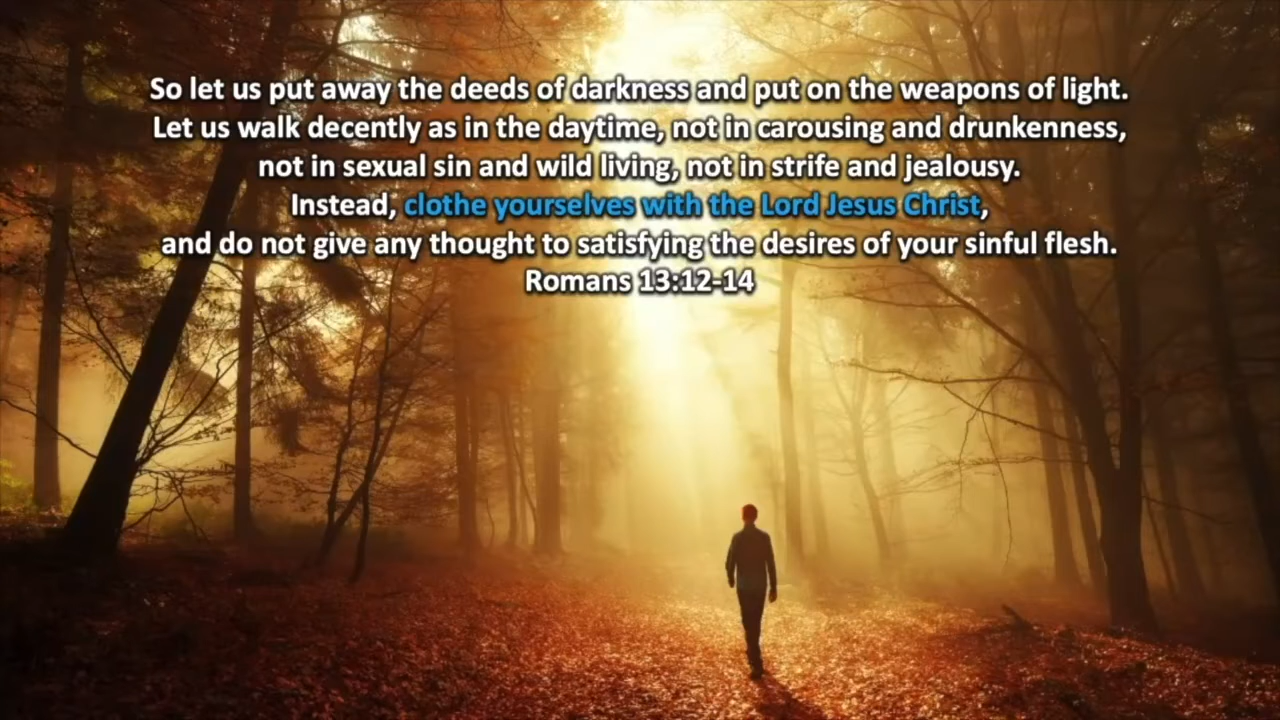 So let us put away the deeds of darkness and put on the weapons of light.
Let us walk decently as in the daytime, not in carousing and drunkenness,
not in sexual sin and wild living, not in strife and jealousy.
Instead, clothe yourselves with the Lord Jesus Christ,
and do not give any thought to satisfying the desires of your sinful flesh.
Romans 13:12-14